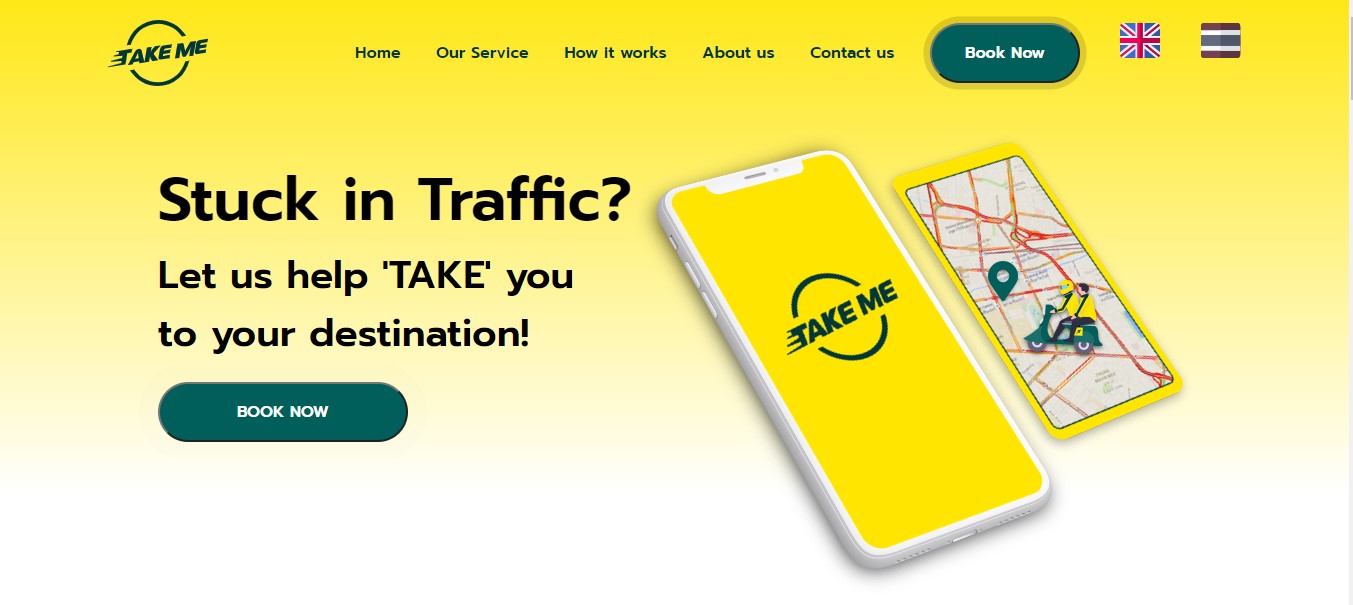 TAKE ME
Home
Our Service
How it works
About us
Contact us
Book Now
Stuck in Traffic?
Let us help 'TAKE' you
to your destination!
BOOK NOW
TAKE ME